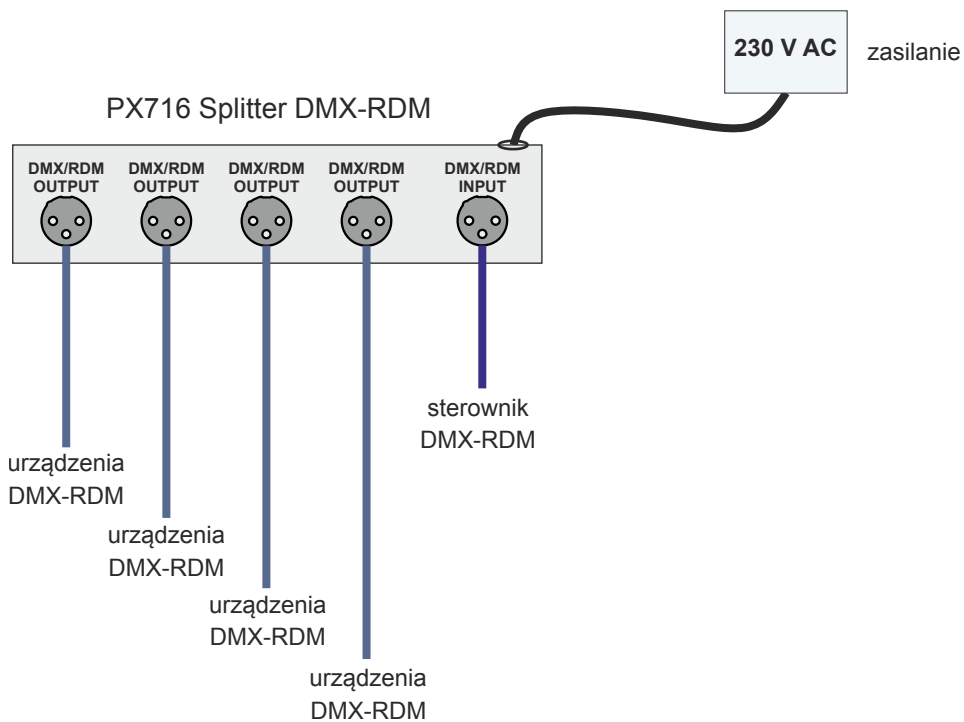 230 V AC
zasilanie
PX716 Splitter DMX-RDM
DMX/RDM
OUTPUT
DMX/RDM
OUTPUT
DMX/RDM
OUTPUT
DMX/RDM
OUTPUT
DMX/RDM
INPUT
sterownik
DMX-RDM
urządzenia
DMX-RDM
urządzenia
DMX-RDM
urządzenia
DMX-RDM
urządzenia
DMX-RDM